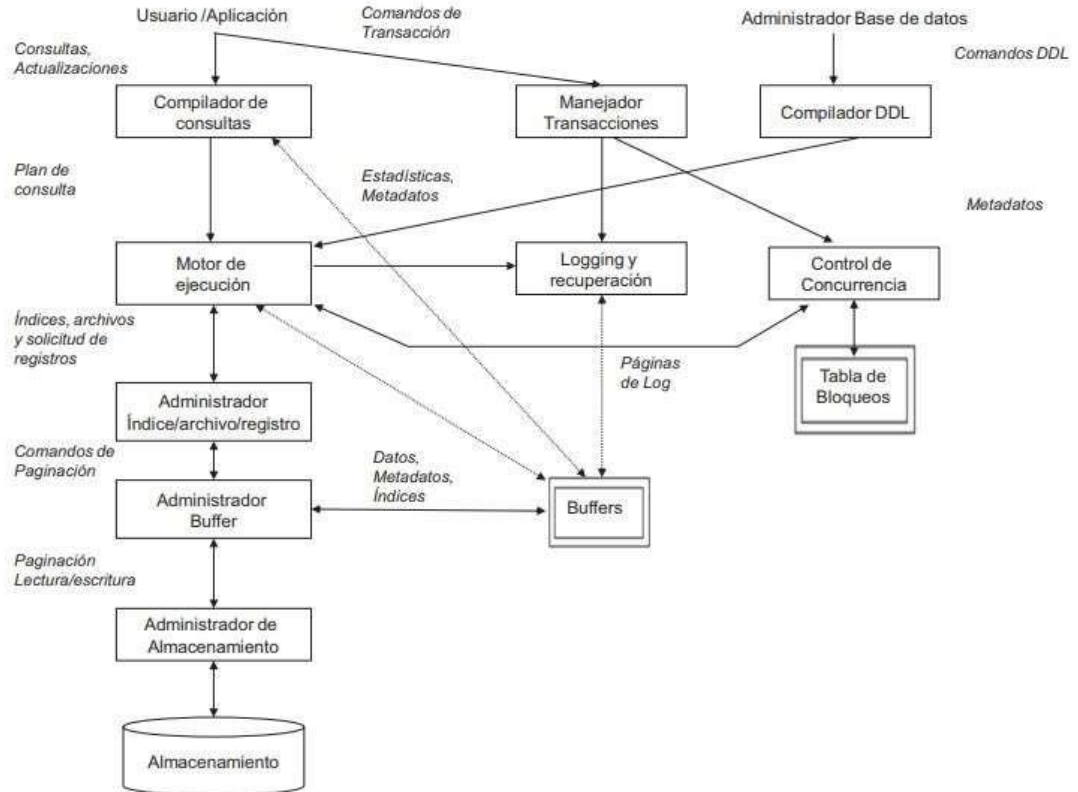 Usuario /Aplicación
Comandos de
Transacción
Administrador Base de datos
Consultas,
Actualizaciones
Comandos DDL
Compilador de
consultas
Manejador
Transacciones
Compilador DDL
Plan de
consulta
Estadísticas,
Metadatos
Metadatos
Motor de
ejecución
Logging y
recuperación
Control de
Concurrencia
Índices, archivos
y solicitud de
registros
Páginas
de Log
Tabla de
Bloqueos
Administrador
Índice/archivo/registro
Comandos de
Paginación
Datos,
Metadatos,
Índices
Administrador
Buffer
Buffers
Paginación
Lectura/escritura
Administrador de
Almacenamiento
Almacenamiento